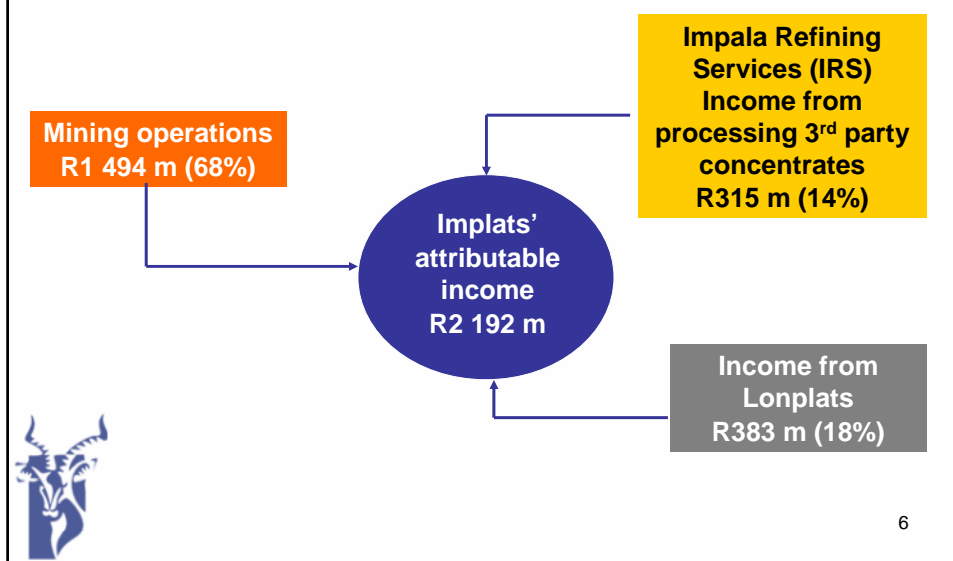 Impala Refining
Services (IRS)
Income from
processing 3rd party
concentrates
R315 m (14%)
Mining operations
R1 494 m (68%)
Implats’
attributable
income
R2 192 m
Income from
Lonplats
R383 m (18%)
6